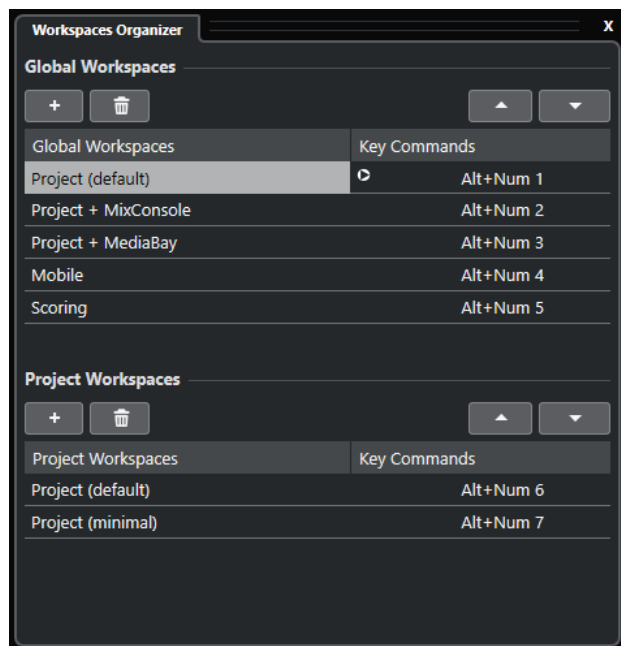 Workspaces Organizer X
Global Workspaces
+
Global Workspaces Key Commands
Project (default) Alt+Num 1
Project + MixConsole Alt+Num 2
Project + MediaBay Alt+Num 3
Mobile Alt+Num 4
Scoring Alt+Num 5
Project Workspaces
+
Project Workspaces Key Commands
Project (default) Alt+Num 6
Project (minimal) Alt+Num 7